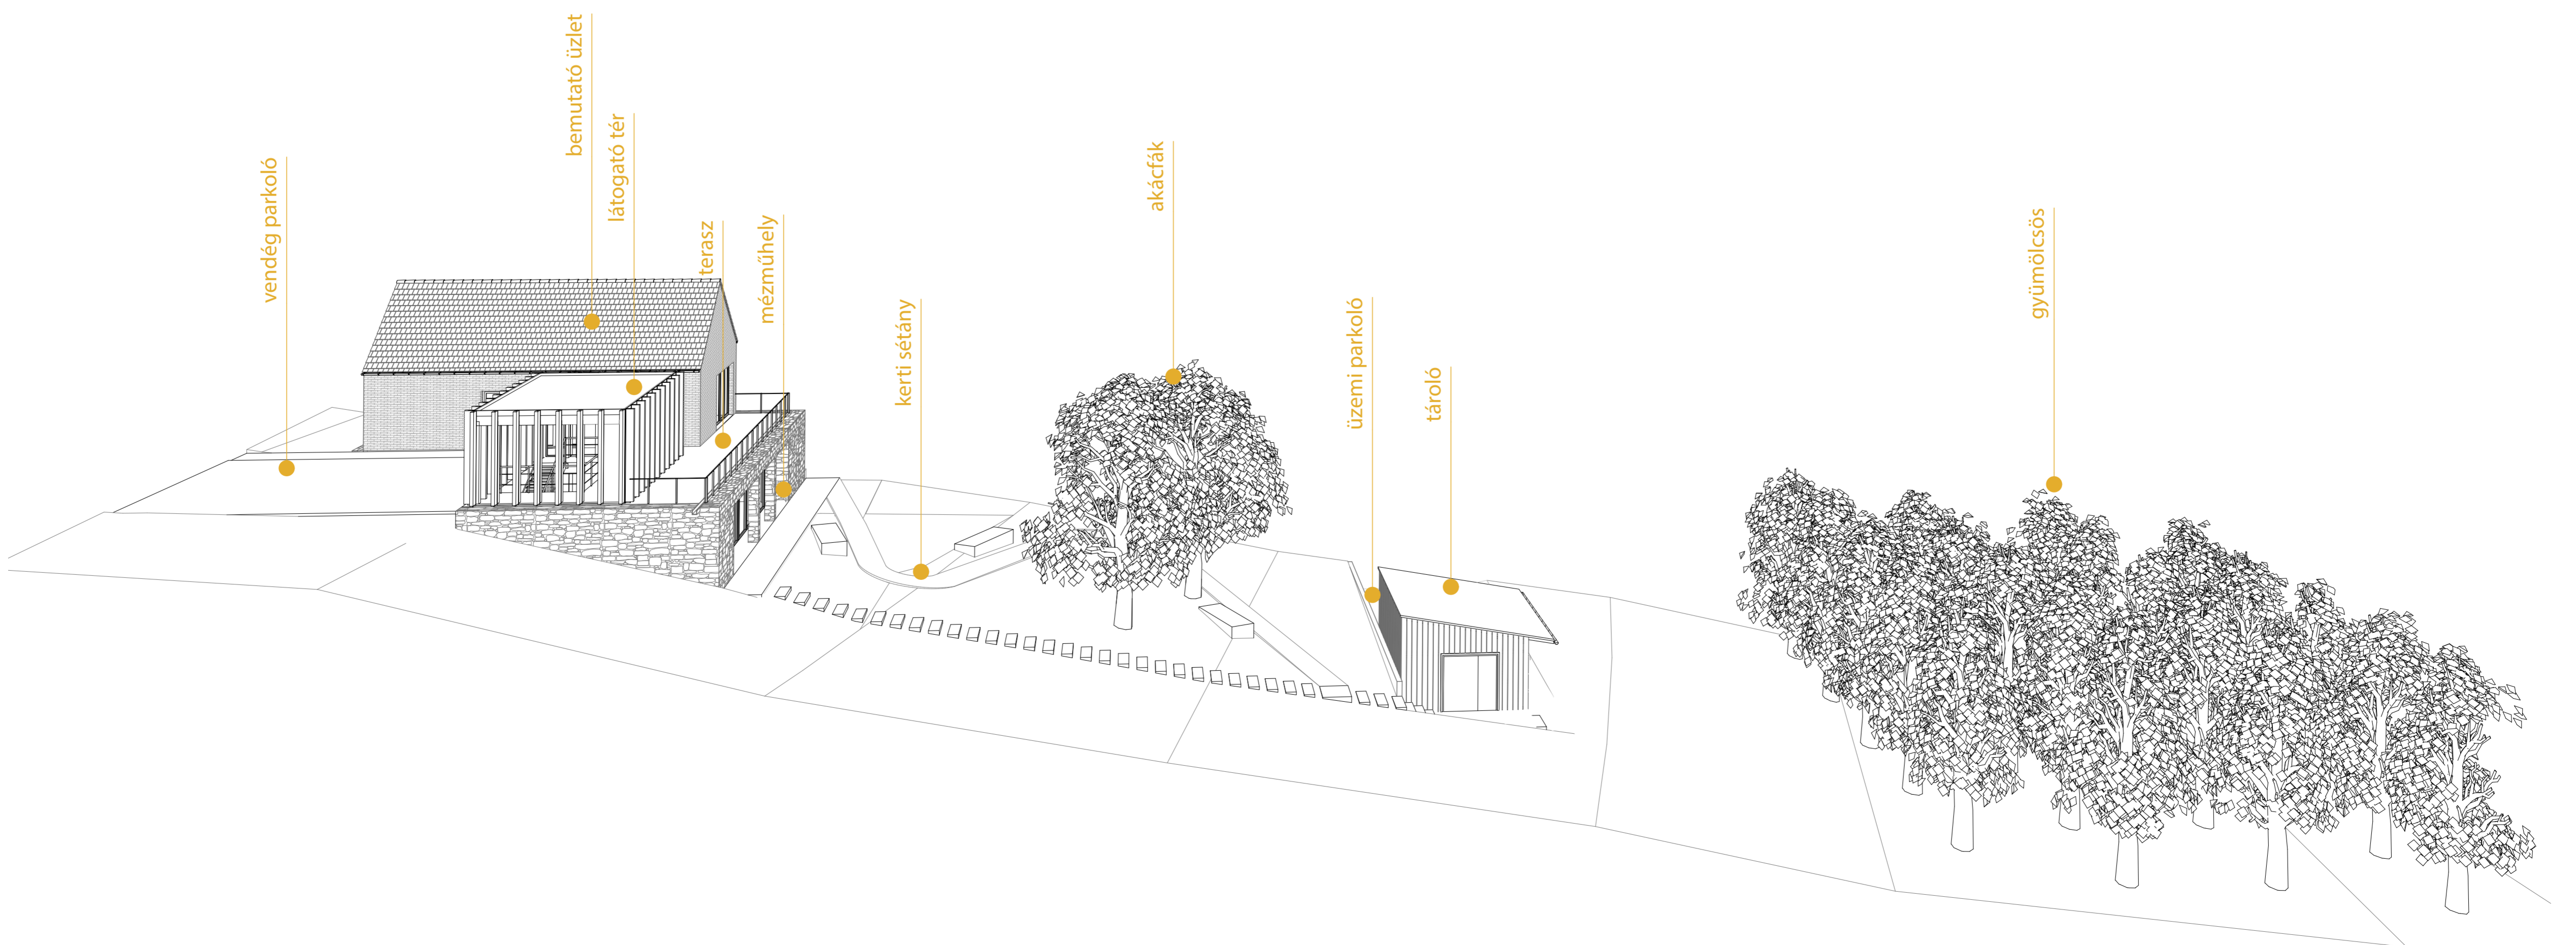 vendég parkoló
bemutató üzlet
látogató tér
terasz
mézműhely
kerti sétány
akácfák
üzemi parkoló
tároló
gyümölcsös